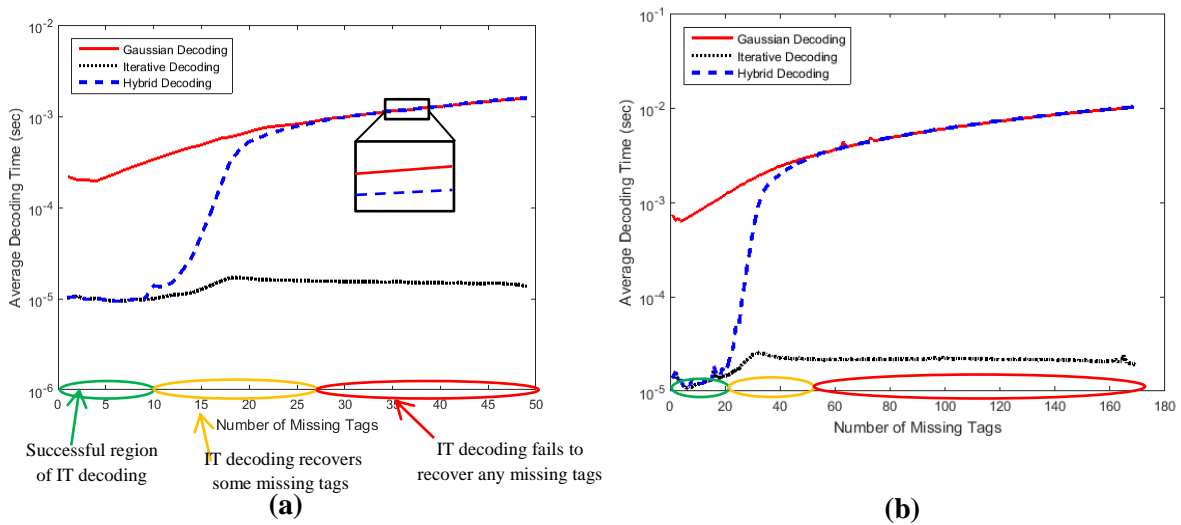 10^-2
Gaussian Decoding
Iterative Decoding
Hybrid Decoding
10^-3
10^-4
10^-5
10^-6
Average Decoding Time (sec)
0 5 10 15 20 25 30 35 40 45 50
Number of Missing Tags
Successful region
of IT decoding
IT decoding recovers
some missing tags
IT decoding fails to
recover any missing tags
(a)
10^-1
Gaussian Decoding
Iterative Decoding
Hybrid Decoding
10^-2
10^-3
10^-4
10^-5
Average Decoding Time (sec)
0 20 40 60 80 100 120 140 160 180
Number of Missing Tags
(b)